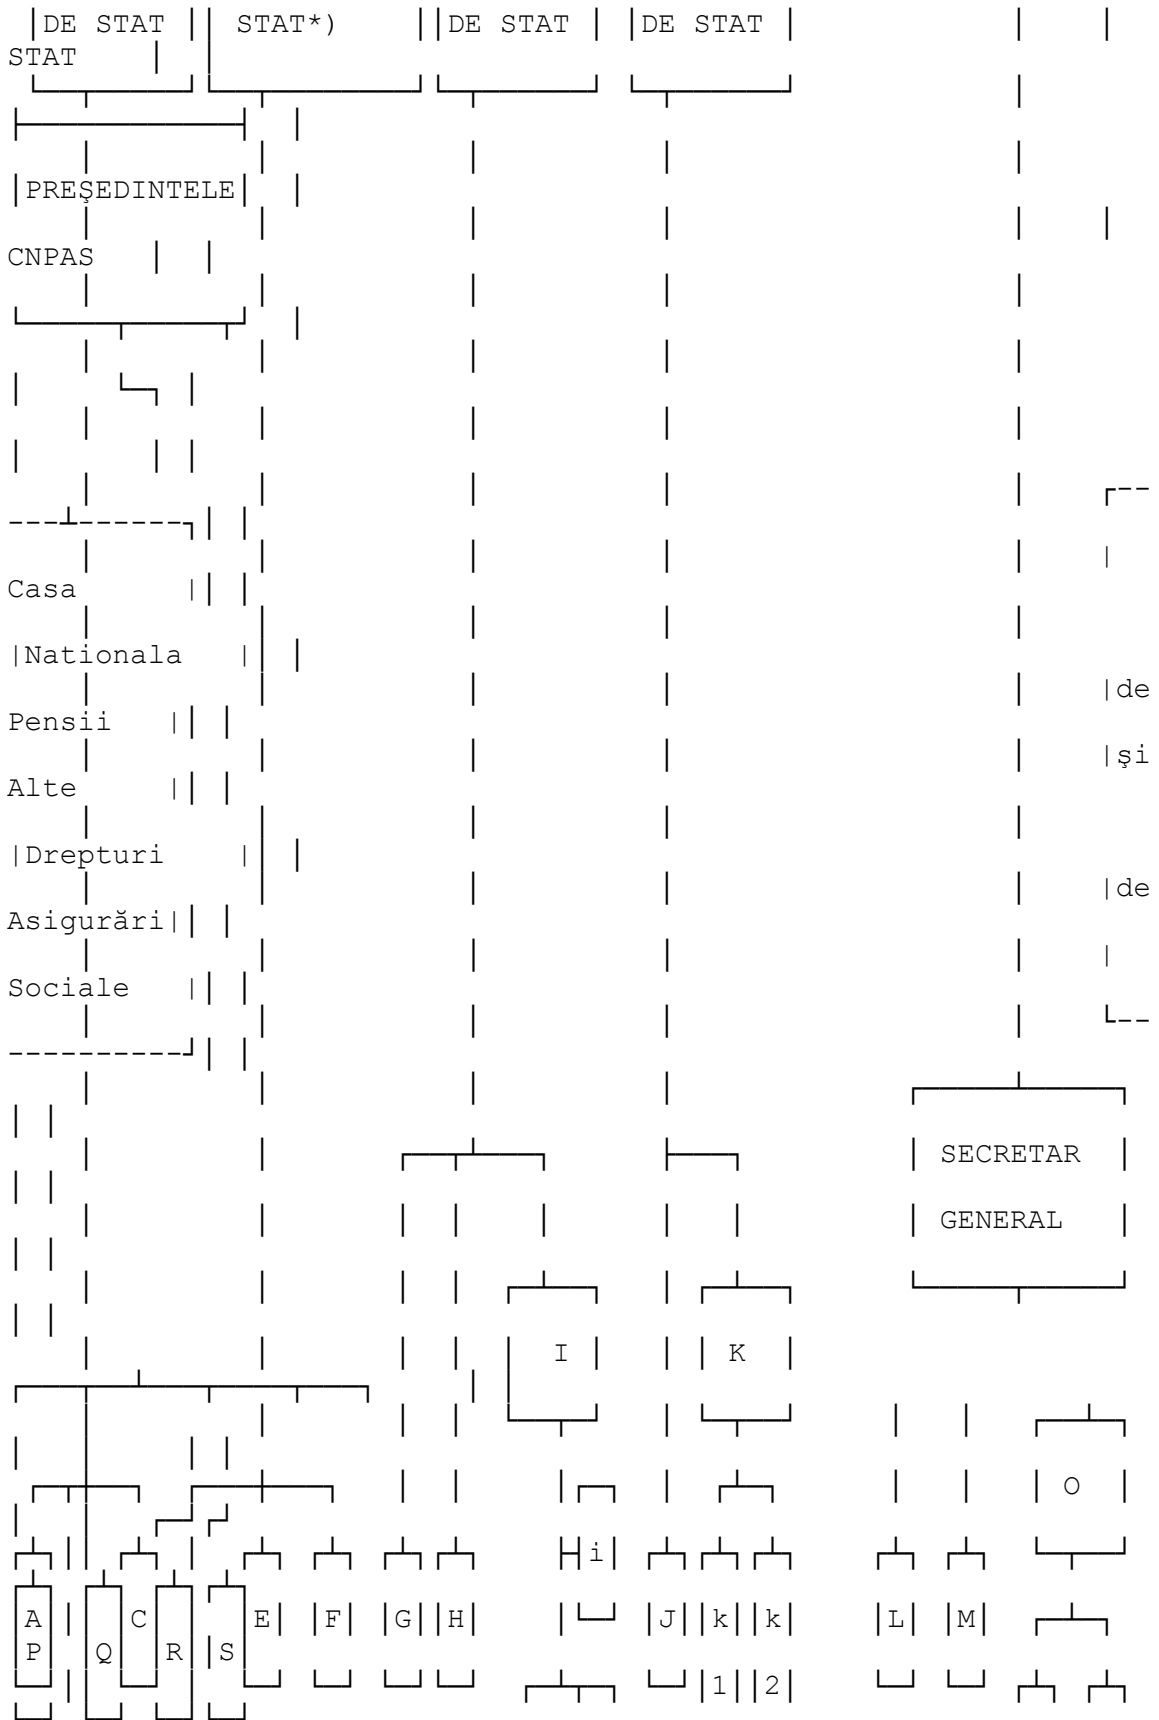 DE STAT STAT*) DE STAT DE STAT
STAT
PREŞEDINTELE
CNPAS
Casa
Nationala
de
Pensii
şi
Alte
Drepturi
de
Asigurări
Sociale
SECRETAR
GENERAL
I K
O
i
A C E F G H J k k L M
P Q R S
1 2